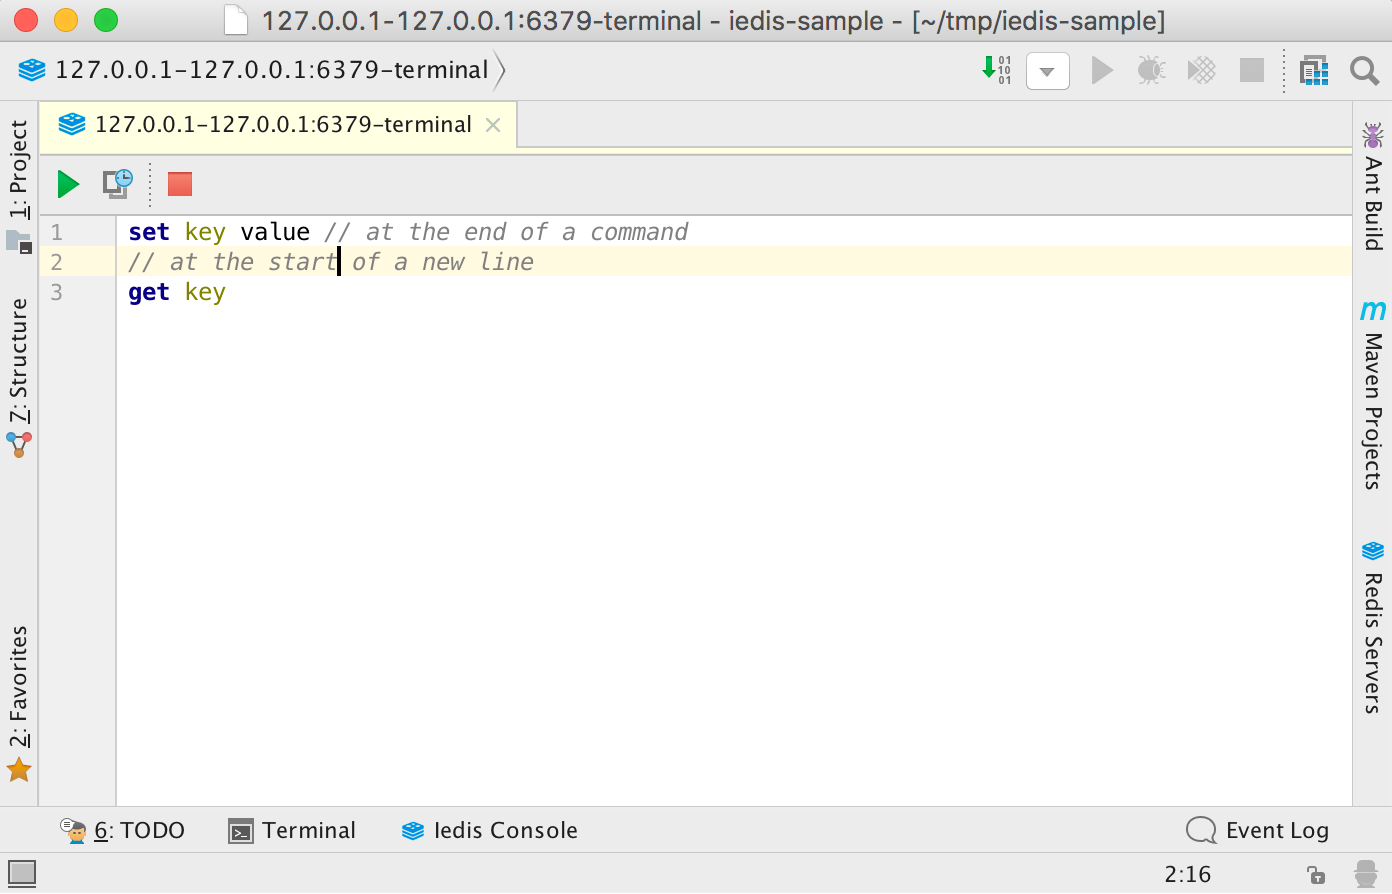 127.0.0.1-127.0.0.1:6379-terminal - iedis-sample - [~/tmp/iedis-sample]
127.0.0.1-127.0.0.1:6379-terminal
01
10
01
127.0.0.1-127.0.0.1:6379-terminal
1: Project
7: Structure
2: Favorites
1 set key value // at the end of a command
2 // at the start of a new line
3 get key
Ant Build
m
Maven Projects
Redis Servers
6: TODO
Terminal
Iedis Console
Event Log
2:16